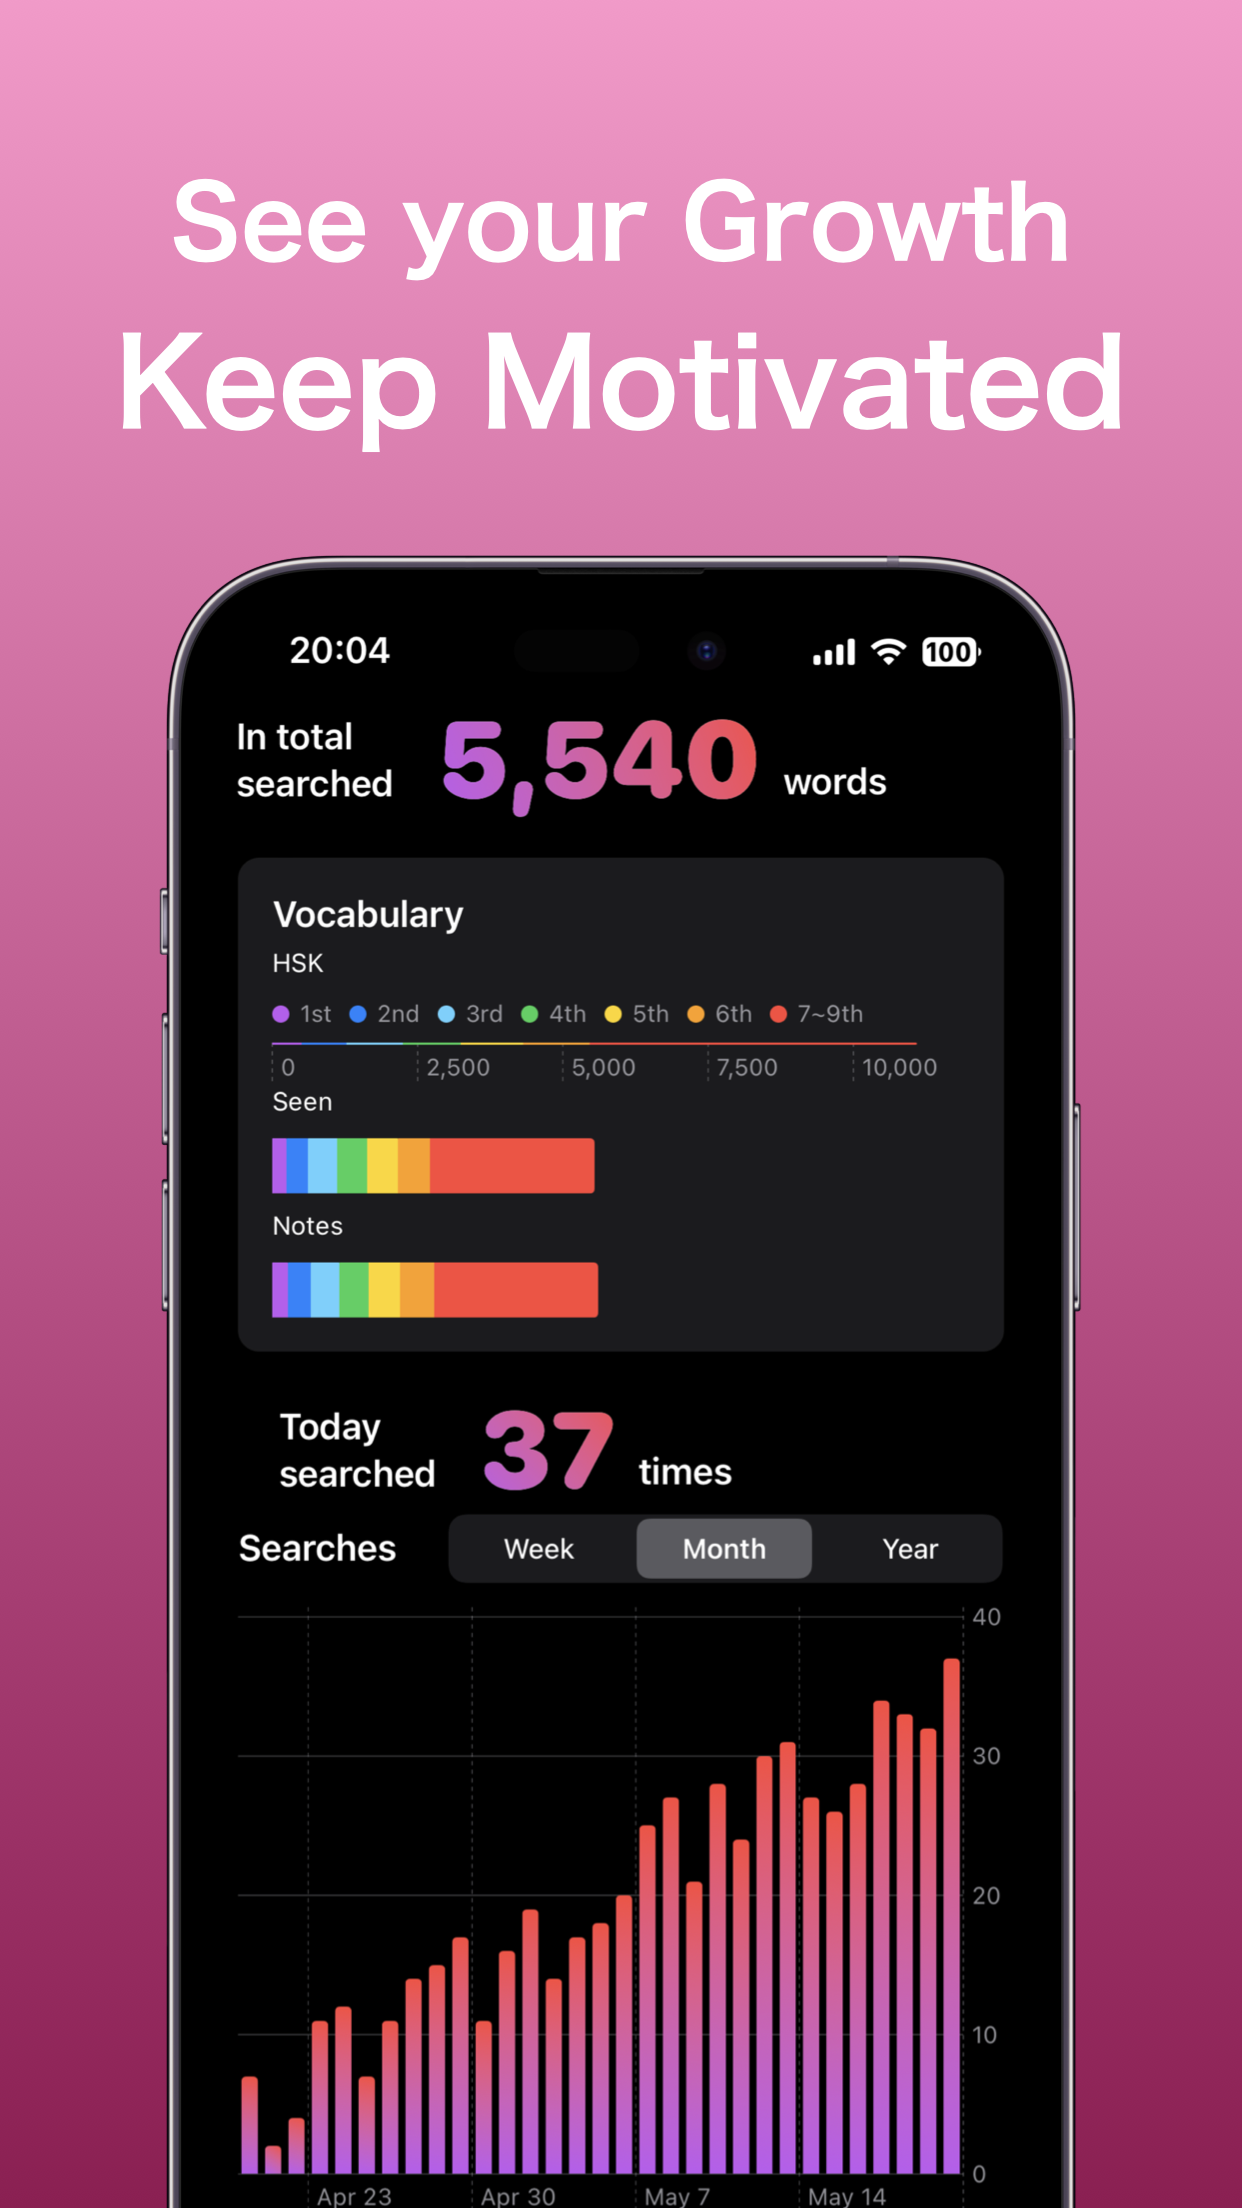 See your Growth
Keep Motivated
20:04
100
In total
searched
5,540
words
Vocabulary
HSK
1st 2nd 3rd 4th 5th 6th 7~9th
0 2,500 5,000 7,500 10,000
Seen
Notes
Today
searched
37
times
Searches
Week Month Year
40
30
20
10
0
Apr 23 Apr 30 May 7 May 14